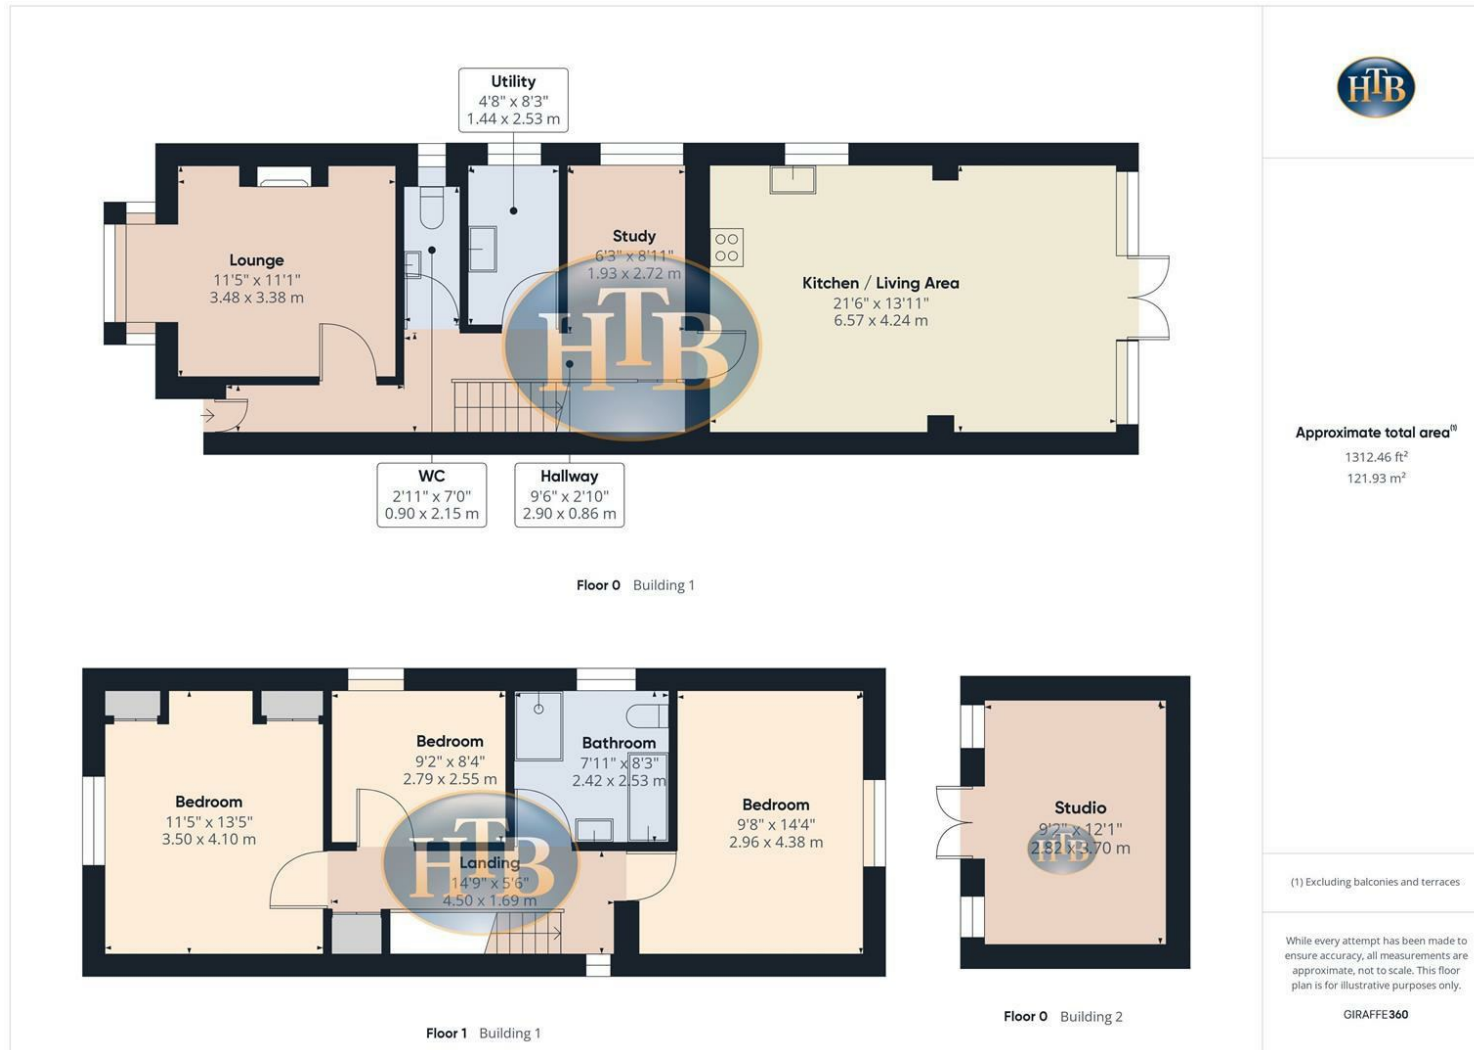 Utility
4'8" x 8'3"
1.44 x 2.53 m
Lounge
11'5" x 11'1"
3.48 x 3.38 m
Study
6'3" x 8'11"
1.93 x 2.72 m
Kitchen / Living Area
21'6" x 13'11"
6.57 x 4.24 m
HTB
WC
2'11" x 7'0"
0.90 x 2.15 m
Hallway
9'6" x 2'10"
2.90 x 0.86 m
Floor 0 Building 1
Bedroom
11'5" x 13'5"
3.50 x 4.10 m
Bedroom
9'2" x 8'4"
2.79 x 2.55 m
Bathroom
7'11" x 8'3"
2.42 x 2.53 m
Bedroom
9'8" x 14'4"
2.96 x 4.38 m
Landing
14'9" x 5'6"
4.50 x 1.69 m
HTB
Floor 1 Building 1
Studio
9'2" x 12'1"
2.82 x 3.70 m
HTB
Floor 0 Building 2
HTB
Approximate total area(1)
1312.46 ft²
121.93 m²
(1) Excluding balconies and terraces
While every attempt has been made to
ensure accuracy, all measurements are
approximate, not to scale. This floor
plan is for illustrative purposes only.
GIRAFFE360